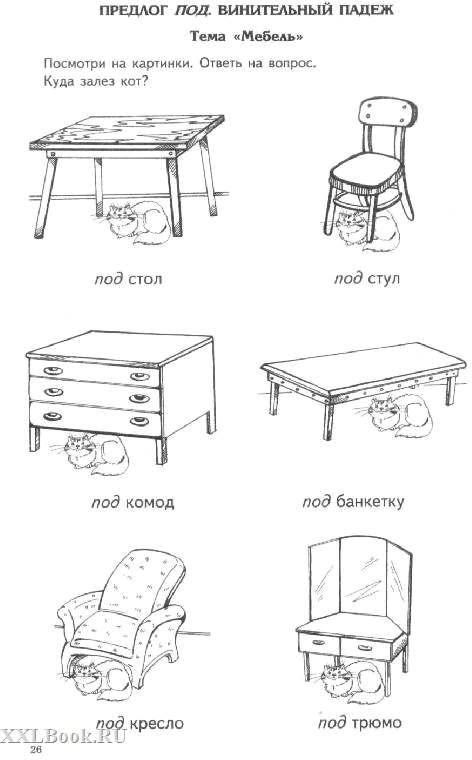 ПРЕДЛОГ ПОД. ВИНИТЕЛЬНЫЙ ПАДЕЖ
Тема «Мебель»
Посмотри на картинки. Ответь на вопрос.
Куда залез кот?
под стол
под стул
под комод
под банкетку
под кресло
под трюмо
XXLBook.RU
26